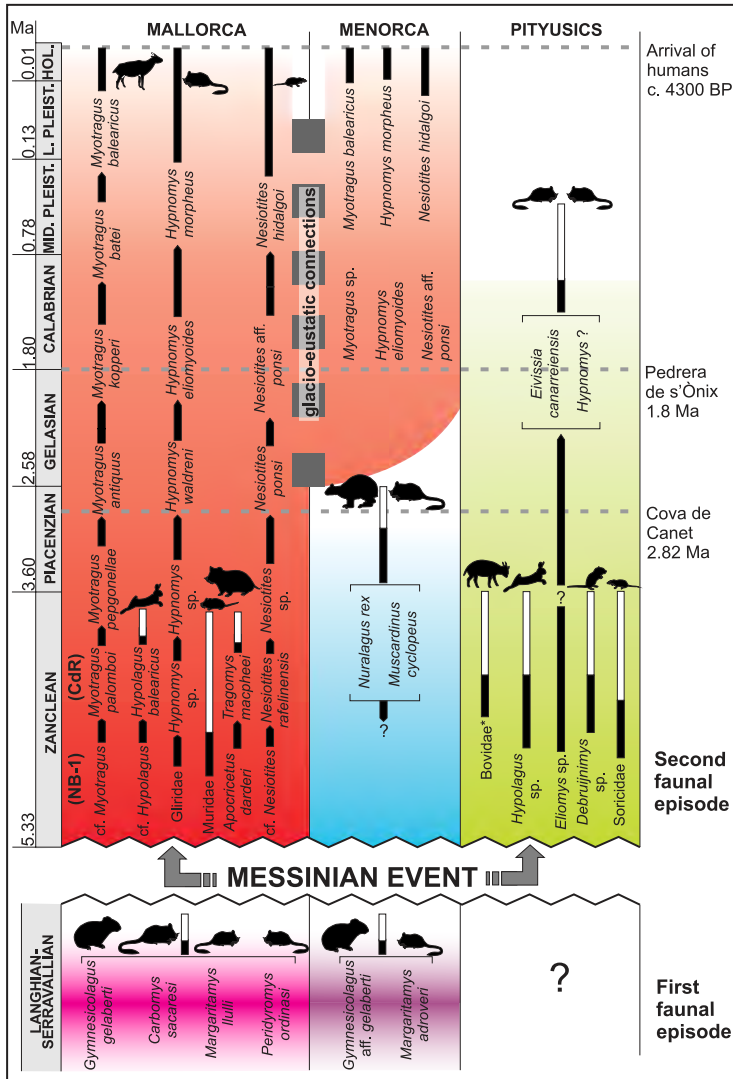 Ma
MALLORCA
MENORCA
PITYUSICS
HOL.
0.01
L. PLEIST.
0.13
MID. PLEIST.
0.78
CALABRIAN
1.80
GELASIAN
2.58
PIACENZIAN
3.60
ZANCLEAN
5.33
(CdR)
(NB-1)
Myotragus
balearicus
Myotragus
batei
Myotragus
kopperi
Myotragus
antiquus
Myotragus
pepgonellae
Myotragus
palomboi
cf. Myotragus
Hypolagus
balearicus
cf. Hypolagus
Hypnomys
morpheus
Hypnomys
eliomyoides
Hypnomys
waldreni
Hypnomys
sp.
Hypnomys
sp.
Gliridae
Muridae
Tragomys
macpheei
Apocricetus
darderi
Nesiotites
hidalgoi
Nesiotites aff.
ponsi
Nesiotites
ponsi
Nesiotites
sp.
Nesiotites
rafelinensis
cf. Nesiotites
glacio-eustatic connections
Myotragus balearicus
Hypnomys morpheus
Nesiotites hidalgoi
Myotragus sp.
Hypnomys
eliomyoides
Nesiotites aff.
ponsi
Nuralagus rex
Muscardinus
cyclopeus
?
Eivissia
canarreiensis
Hypnomys ?
?
Bovidae*
Hypolagus
sp.
Eliomys sp.
Debruijnimys
sp.
Soricidae
Arrival of
humans
c. 4300 BP
Pedrera
de s'Ònix
1.8 Ma
Cova de
Canet
2.82 Ma
Second
faunal
episode
MESSINIAN EVENT
LANGHIAN-
SERRAVALLIAN
Gymnesicolagus
gelaberti
Carbomys
sacaresi
Margaritamys
llulli
Peridyromys
ordinasi
Gymnesicolagus
aff. gelaberti
Margaritamys
adroveri
?
First
faunal
episode